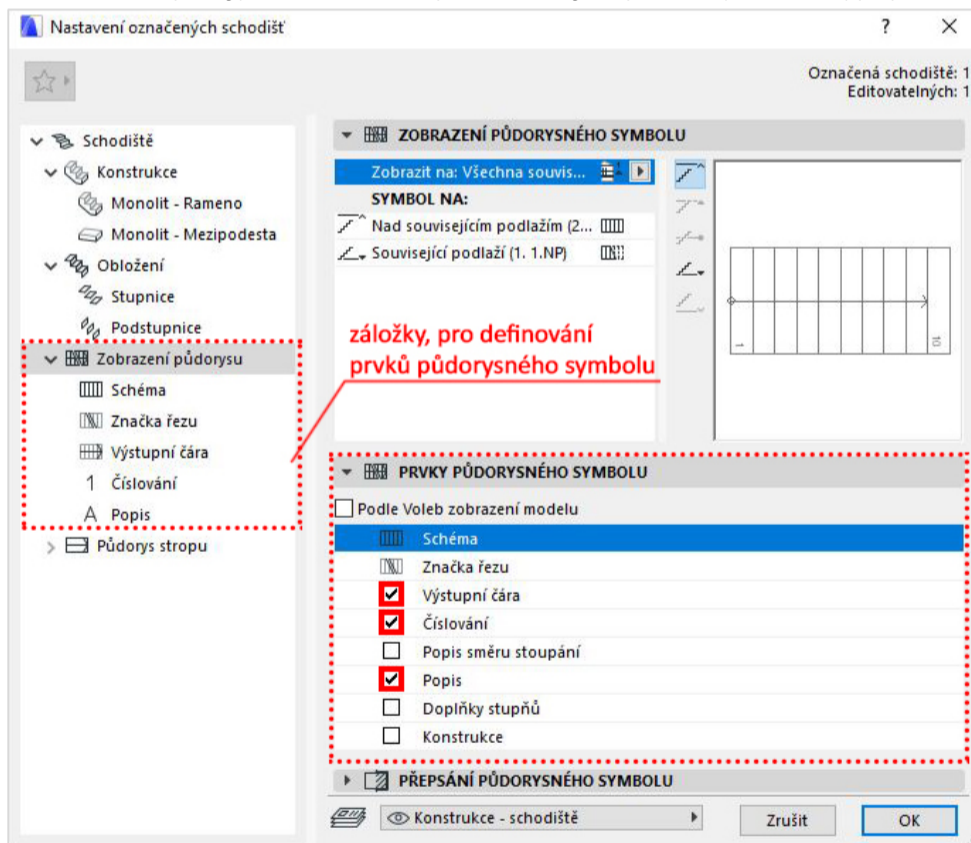 Nastavení označených schodišť
? ×
Označená schodiště: 1
Editovatelných: 1
Schodiště
Konstrukce
Monolit - Rameno
Monolit - Mezipodesta
Obložení
Stupnice
Podstupnice
Zobrazení půdorysu
Schéma
Značka řezu
Výstupní čára
1 Číslování
A Popis
Půdorys stropu
ZOBRAZENÍ PŮDORYSNÉHO SYMBOLU
Zobrazit na: Všechna souvis...
SYMBOL NA:
Nad souvisejícím podlažím (2...
Související podlaží (1. 1.NP)
1
10
záložky, pro definování
prvků půdorysného symbolu
PRVKY PŮDORYSNÉHO SYMBOLU
Podle Voleb zobrazení modelu
Schéma
Značka řezu
Výstupní čára
Číslování
Popis směru stoupání
Popis
Doplňky stupňů
Konstrukce
PŘEPSÁNÍ PŮDORYSNÉHO SYMBOLU
Konstrukce - schodiště
Zrušit
OK